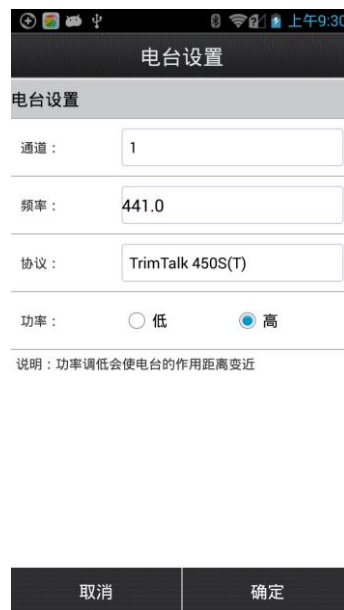 上午9:30
电台设置
电台设置
通道： 1
频率： 441.0
协议： TrimTalk 450S(T)
功率： 低 高
说明：功率调低会使电台的作用距离变近
取消 确定